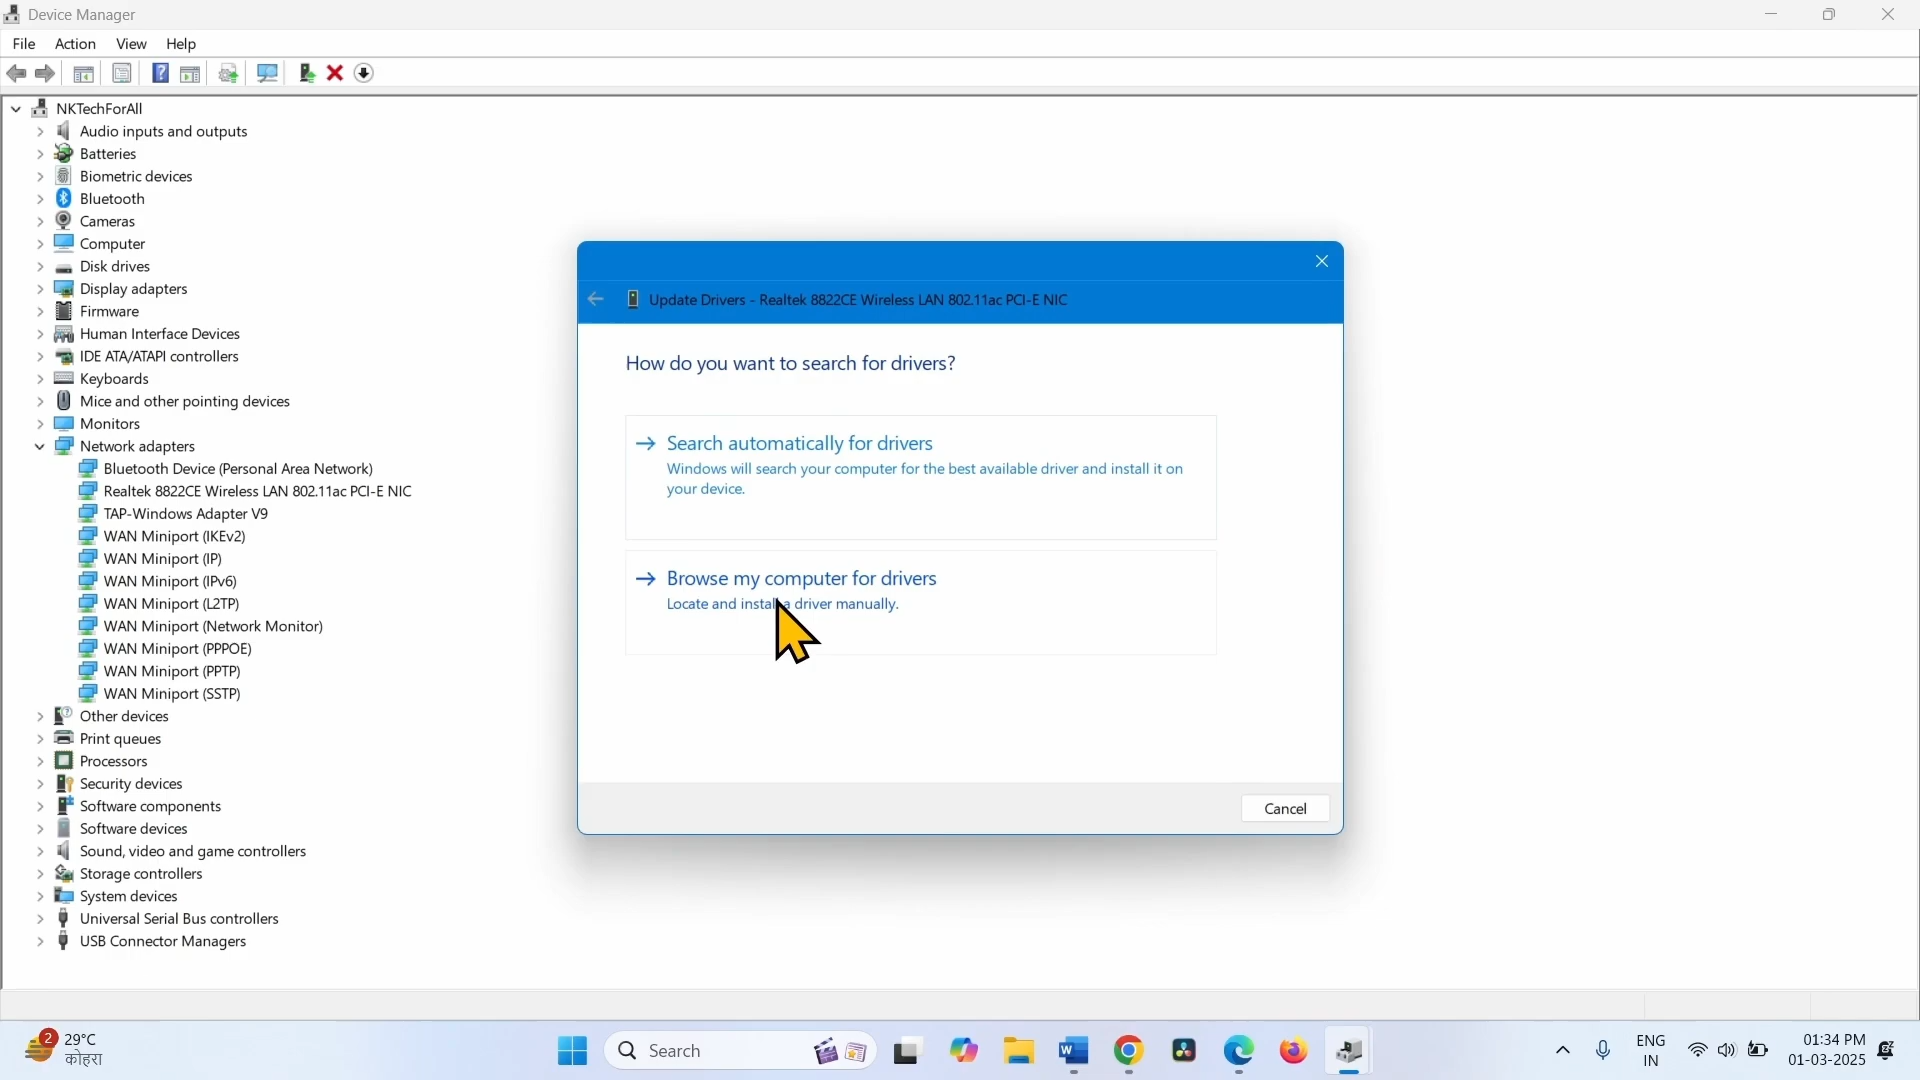 Device Manager
File Action View Help
NKTechForAll
Audio inputs and outputs
Batteries
Biometric devices
Bluetooth
Cameras
Computer
Disk drives
Display adapters
Firmware
Human Interface Devices
IDE ATA/ATAPI controllers
Keyboards
Mice and other pointing devices
Monitors
Network adapters
Bluetooth Device (Personal Area Network)
Realtek 8822CE Wireless LAN 802.11ac PCI-E NIC
TAP-Windows Adapter V9
WAN Miniport (IKEv2)
WAN Miniport (IP)
WAN Miniport (IPv6)
WAN Miniport (L2TP)
WAN Miniport (Network Monitor)
WAN Miniport (PPPOE)
WAN Miniport (PPTP)
WAN Miniport (SSTP)
Other devices
Print queues
Processors
Security devices
Software components
Software devices
Sound, video and game controllers
Storage controllers
System devices
Universal Serial Bus controllers
USB Connector Managers
Update Drivers - Realtek 8822CE Wireless LAN 802.11ac PCI-E NIC
How do you want to search for drivers?
Search automatically for drivers
Windows will search your computer for the best available driver and install it on
your device.
Browse my computer for drivers
Locate and install a driver manually.
Cancel
2
29°C
कोहरा
Search
ENG
IN
01:34 PM
01-03-2025